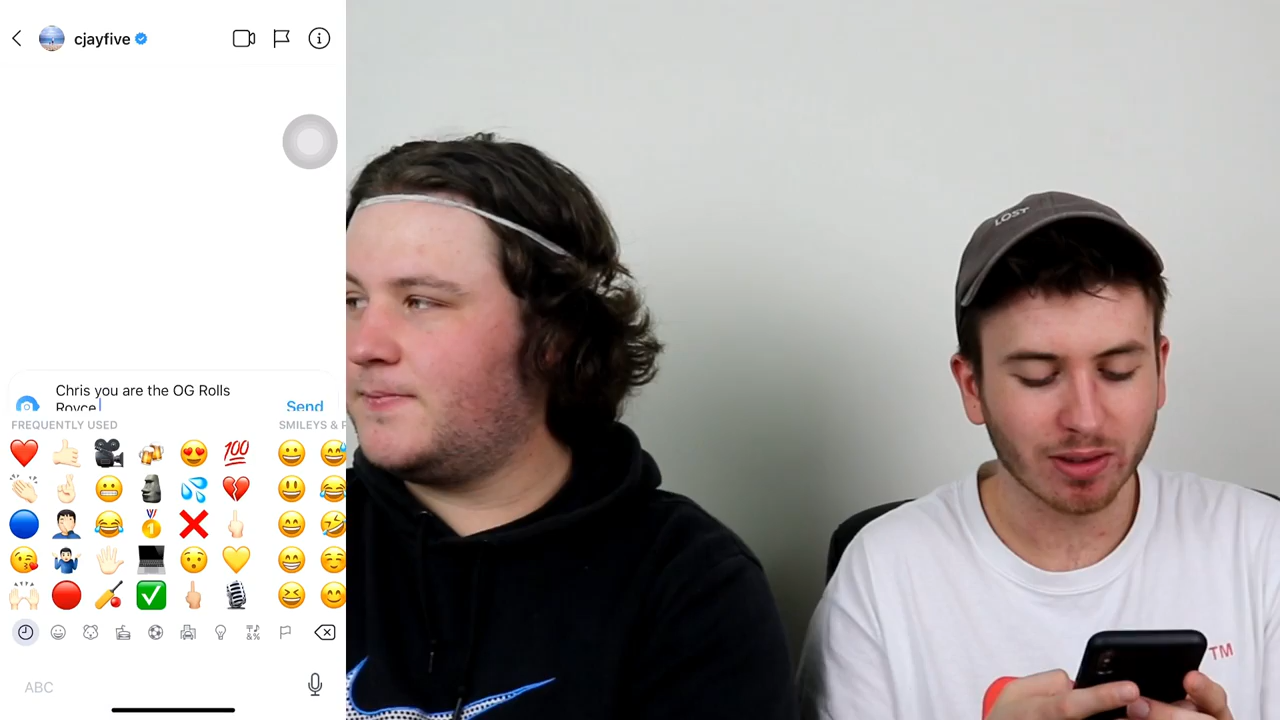 cjayfive
Chris you are the OG Rolls
Royce
Send
FREQUENTLY USED
SMILEYS & P
ABC
LOST
TM